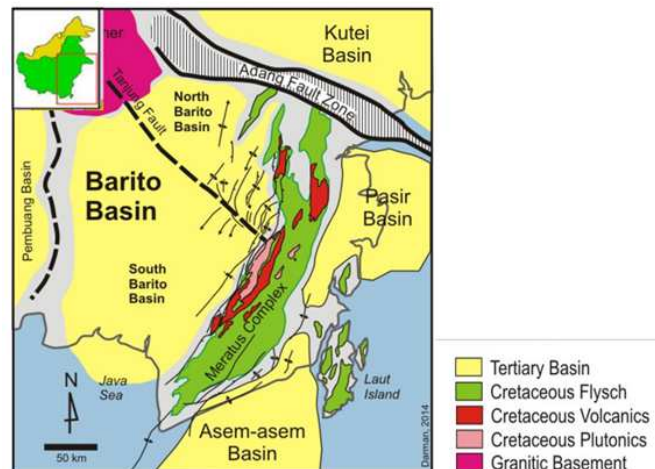 Kutei
Basin
Adang Fault Zone
Tanjung Fault
North
Barito
Basin
Pembuang Basin
Barito
Basin
Pasir
Basin
South
Barito
Basin
Meratus Complex
N
Java
Sea
Laut
Island
50 km
Asem-asem
Basin
Darman, 2014
Tertiary Basin
Cretaceous Flysch
Cretaceous Volcanics
Cretaceous Plutonics
Granitic Basement